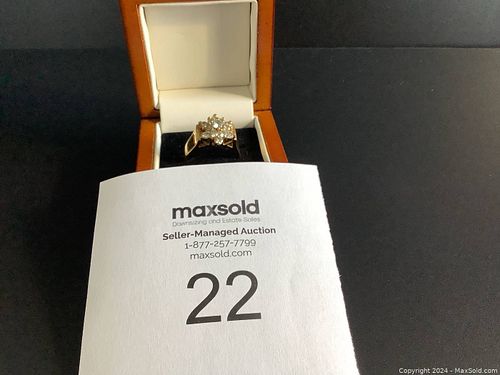 maxsold
Downsizing and Estate Sales
Seller-Managed Auction
1-877-257-7799
maxsold.com
22
Copyright 2024 - MaxSold.com